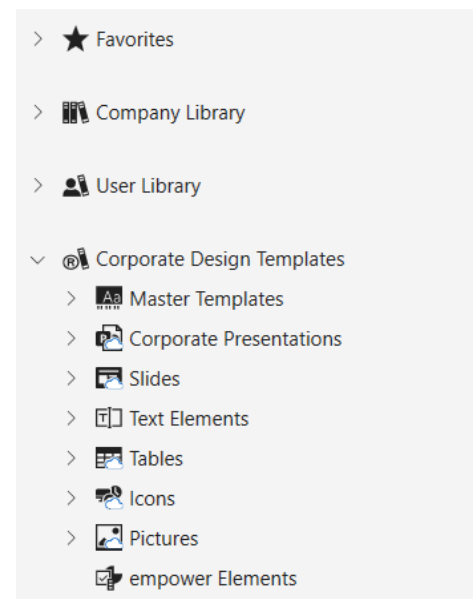 Favorites
Company Library
User Library
Corporate Design Templates
Master Templates
Corporate Presentations
Slides
Text Elements
Tables
Icons
Pictures
empower Elements